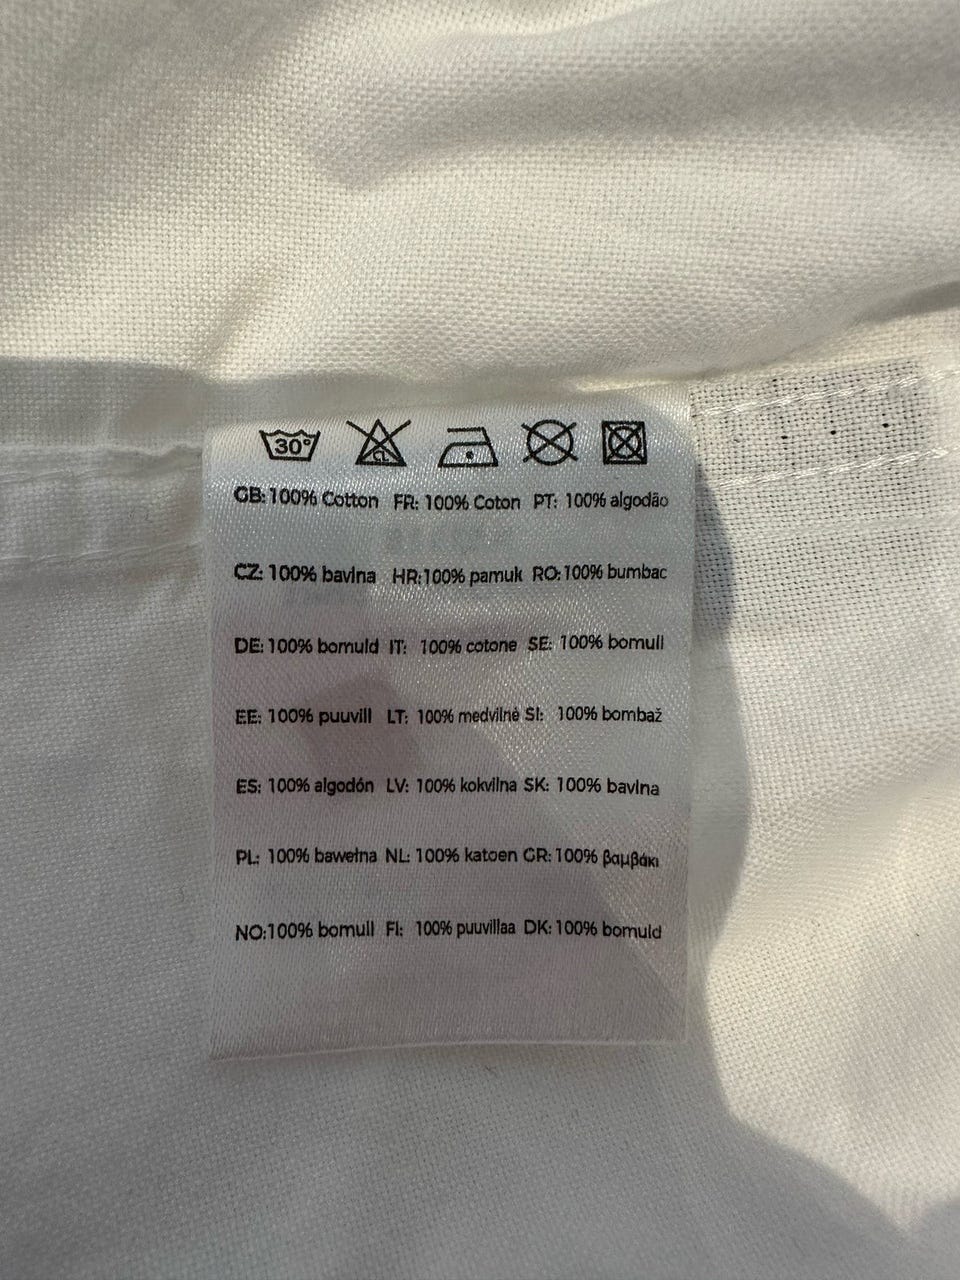 30°
CL
GB: 100% Cotton FR: 100% Coton PT: 100% algodão
CZ: 100% bavlna HR: 100% pamuk RO: 100% bumbac
DE: 100% bomuld IT: 100% cotone SE: 100% bomull
EE: 100% puuvill LT: 100% medvilnė SI: 100% bombaž
ES: 100% algodón LV: 100% kokvilna SK: 100% bavlna
PL: 100% bawełna NL: 100% katoen GR: 100% βαμβάκι
NO: 100% bomull FI: 100% puuvillaa DK: 100% bomuld